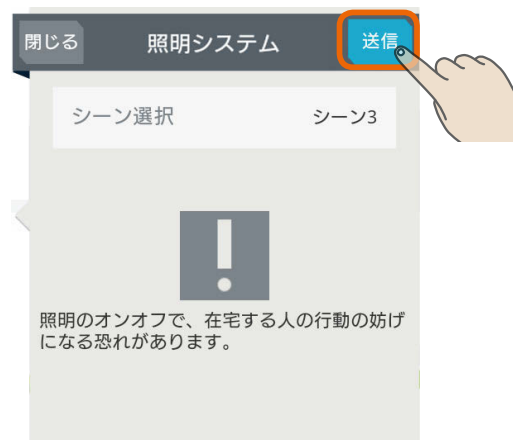 閉じる 照明システム 送信
シーン選択 シーン3
照明のオンオフで、在宅する人の行動の妨げ
になる恐れがあります。